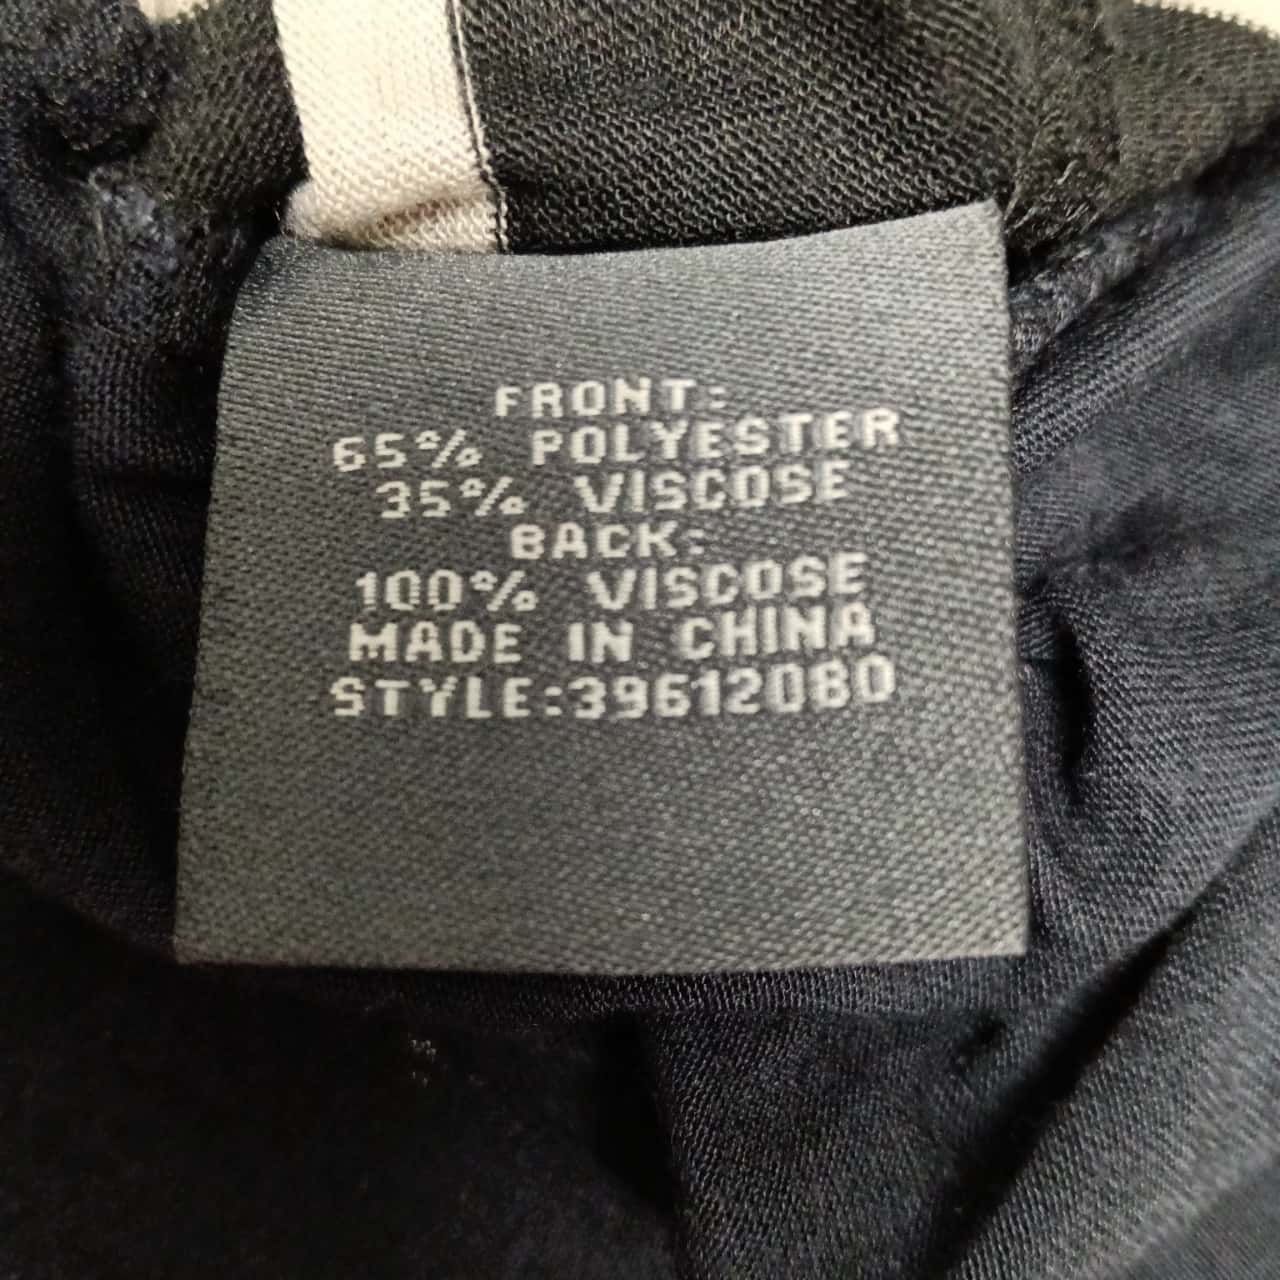 FRONT:
65% POLYESTER
35% VISCOSE
BACK:
100% VISCOSE
MADE IN CHINA
STYLE:39612080